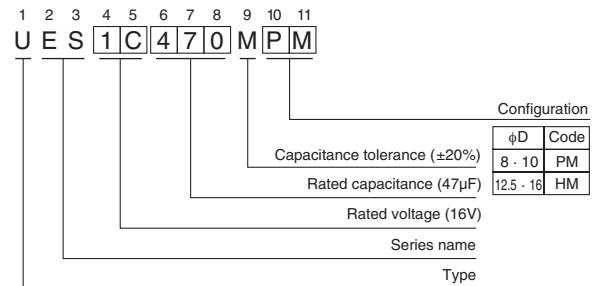 1 2 3 4 5 6 7 8 9 10 11
U E S 1 C 4 7 0 M P M
Configuration
φD Code
8 · 10 PM
12.5 · 16 HM
Capacitance tolerance (±20%)
Rated capacitance (47µF)
Rated voltage (16V)
Series name
Type